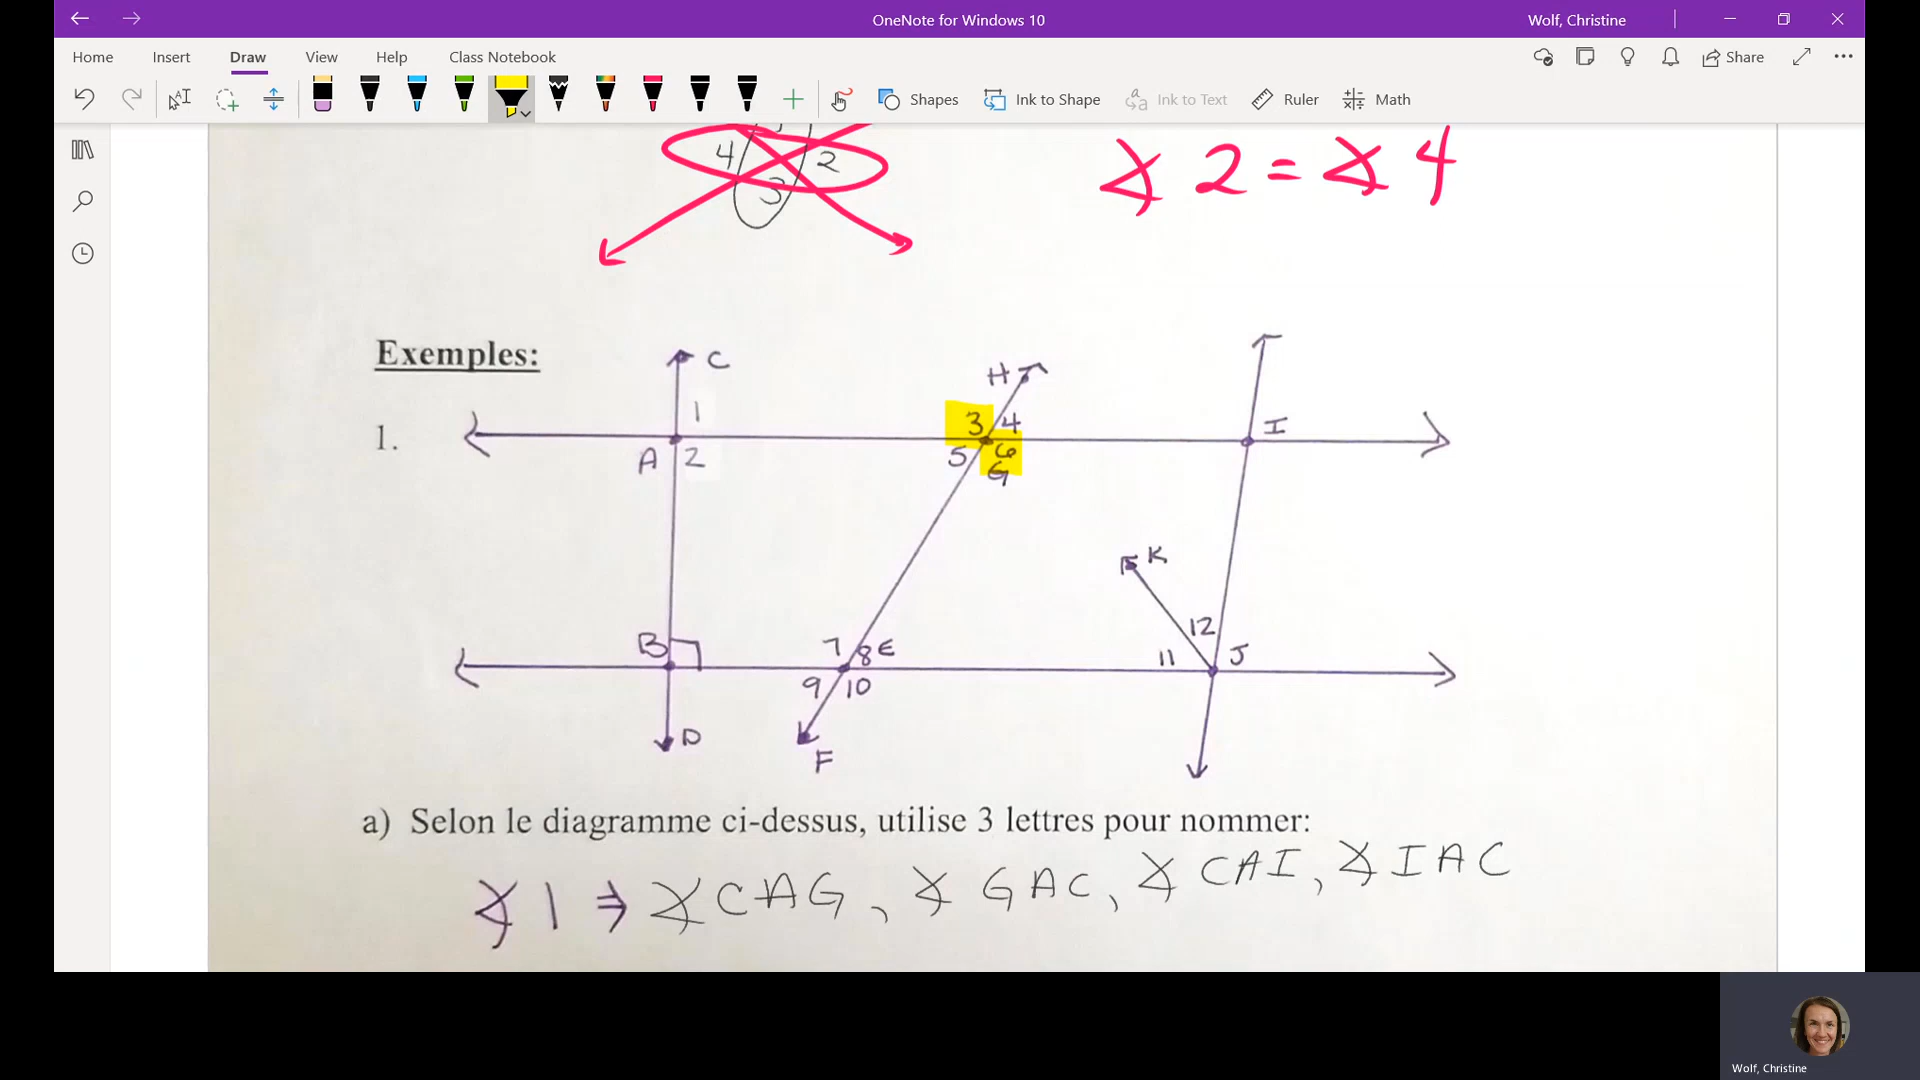 OneNote for Windows 10
Wolf, Christine
Home Insert Draw View Help Class Notebook
Share
Shapes Ink to Shape Ink to Text Ruler Math
4 2
3
∡ 2 = ∡ 4
Exemples:
1.
C
H
1
3 4
I
A 2
5 6
G
K
B
7 8 E
12
11 J
9 10
D
F
a) Selon le diagramme ci-dessus, utilise 3 lettres pour nommer:
∡ 1 ⇒ ∡ CAG, ∡ GAC, ∡ CAI, ∡ IAC
Wolf, Christine